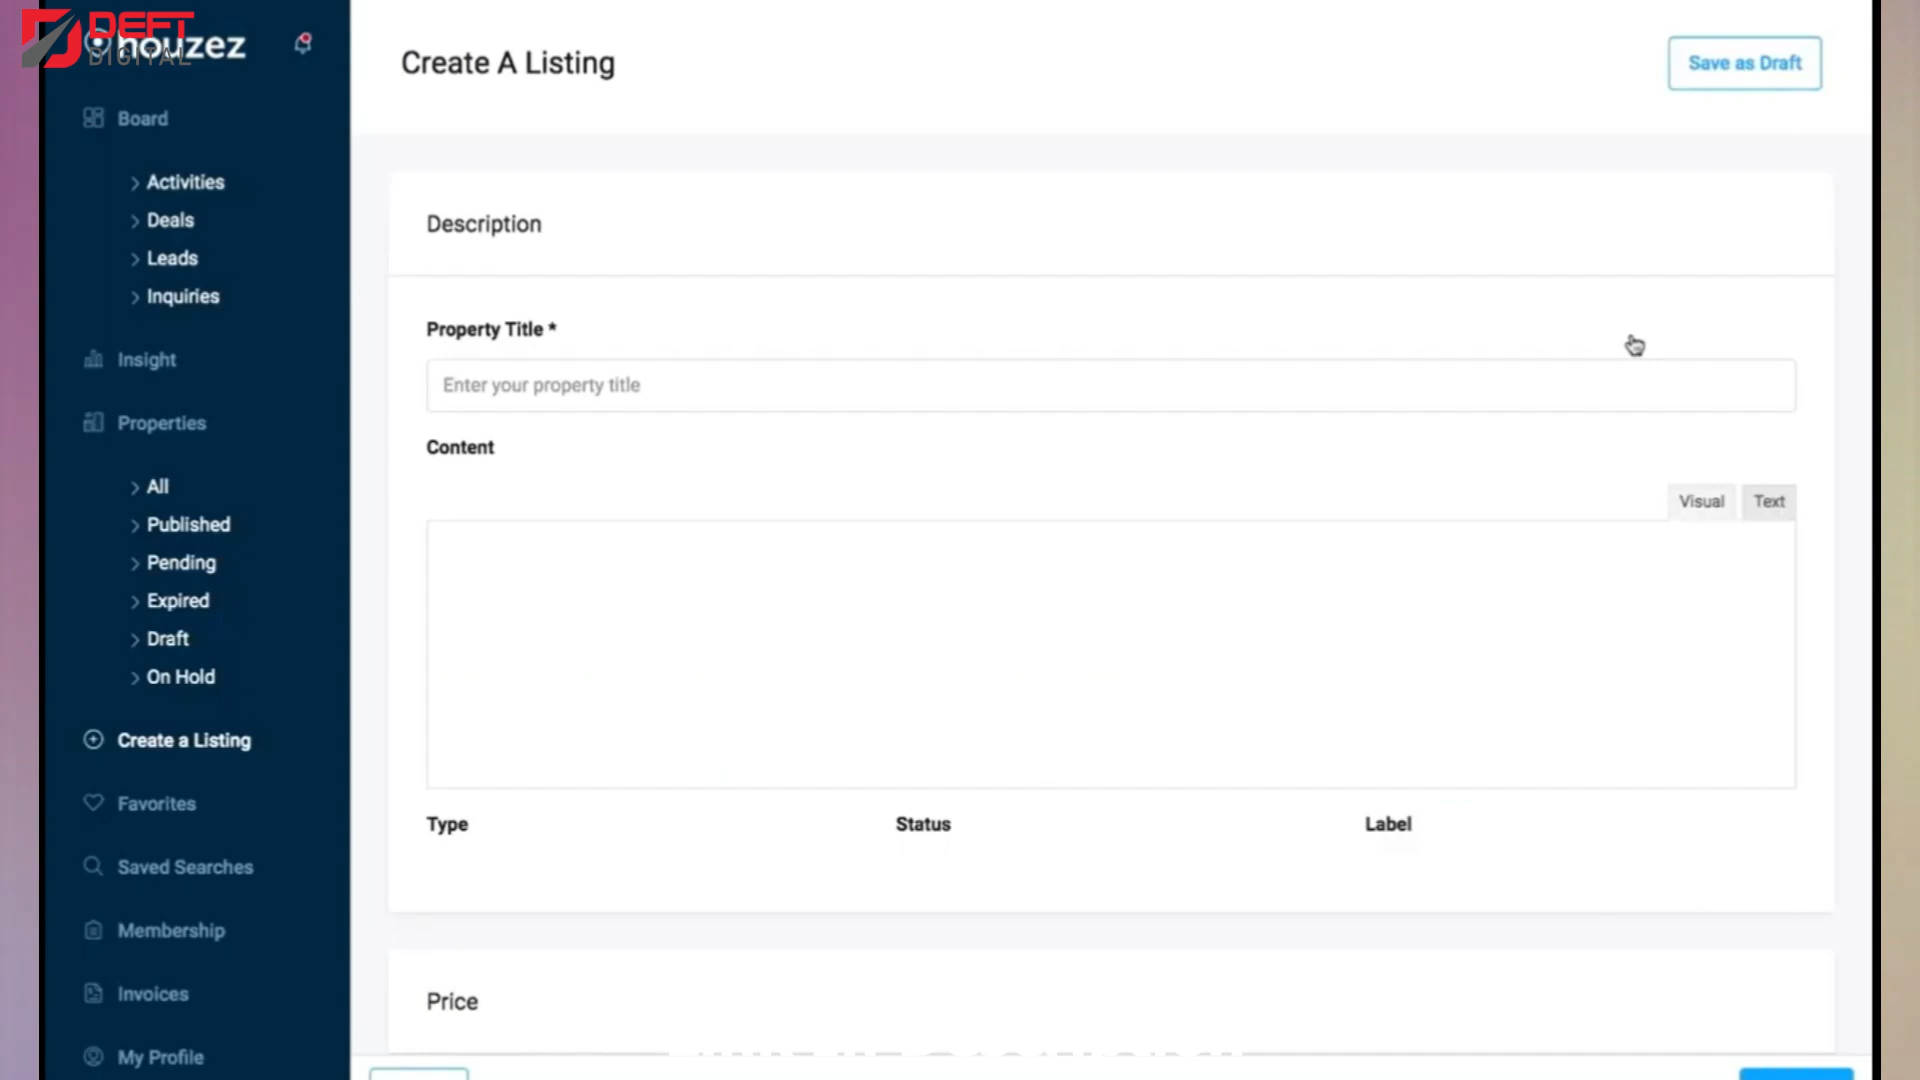 DEFT
DIGITAL
houzez
Board
Activities
Deals
Leads
Inquiries
Insight
Properties
All
Published
Pending
Expired
Draft
On Hold
Create a Listing
Favorites
Saved Searches
Membership
Invoices
My Profile
Create A Listing
Save as Draft
Description
Property Title *
Enter your property title
Content
Visual Text
Type Status Label
Price